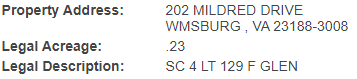 Property Address: 202 MILDRED DRIVE
WMSBURG , VA 23188-3008
Legal Acreage: .23
Legal Description: SC 4 LT 129 F GLEN